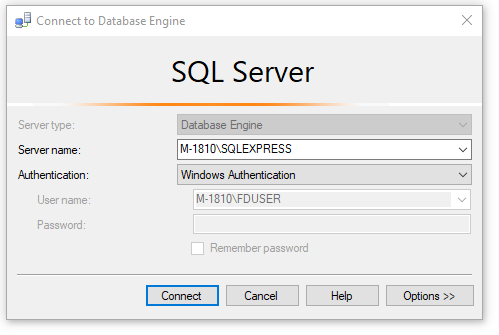 Connect to Database Engine
SQL Server
Server type: Database Engine
Server name: M-1810\SQLEXPRESS
Authentication: Windows Authentication
User name: M-1810\FDUSER
Password:
Remember password
Connect Cancel Help Options >>